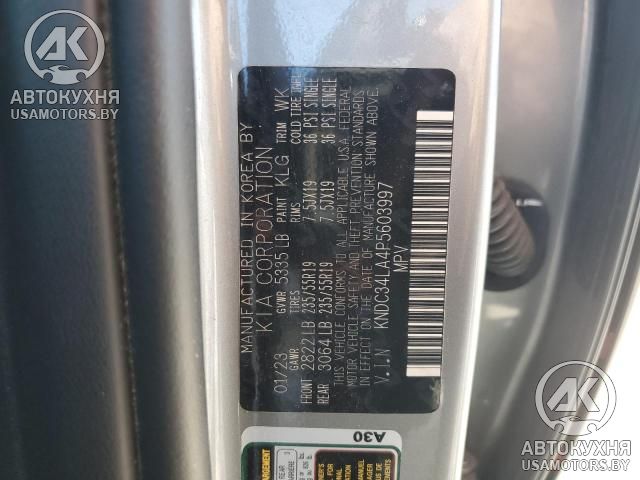 АВТОКУХНЯ
USAMOTORS.BY
MANUFACTURED IN KOREA BY
KIA CORPORATION
01/23 GVWR 5335 LB PAINT KLG TRIM WK
GAWR TIRES RIMS COLD TIRE INFL
FRONT 2822 LB 235/55R19 7.5JX19 36 PSI SINGLE
REAR 3064 LB 235/55R19 7.5JX19 36 PSI SINGLE
THIS VEHICLE CONFORMS TO ALL APPLICABLE U.S.A FEDERAL
MOTOR VEHICLE SAFETY AND THEFT PREVENTION STANDARDS
IN EFFECT ON THE DATE OF MANUFACTURE SHOWN ABOVE.
V.I.N KNDC34LA4P5603997
MPV
A30
REAR
АВТОКУХНЯ
USAMOTORS.BY